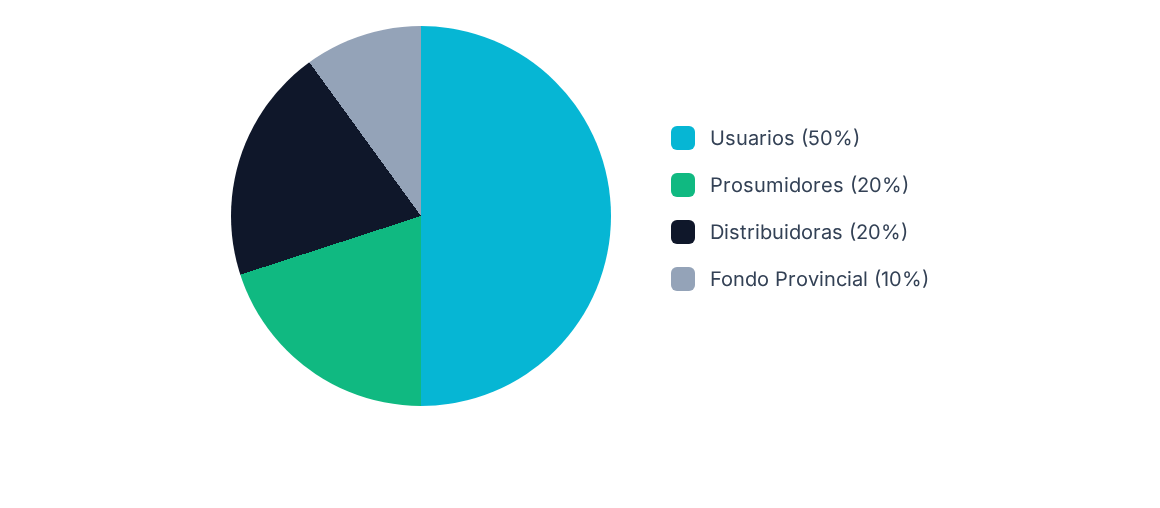 Usuarios (50%)
Prosumidores (20%)
Distribuidoras (20%)
Fondo Provincial (10%)